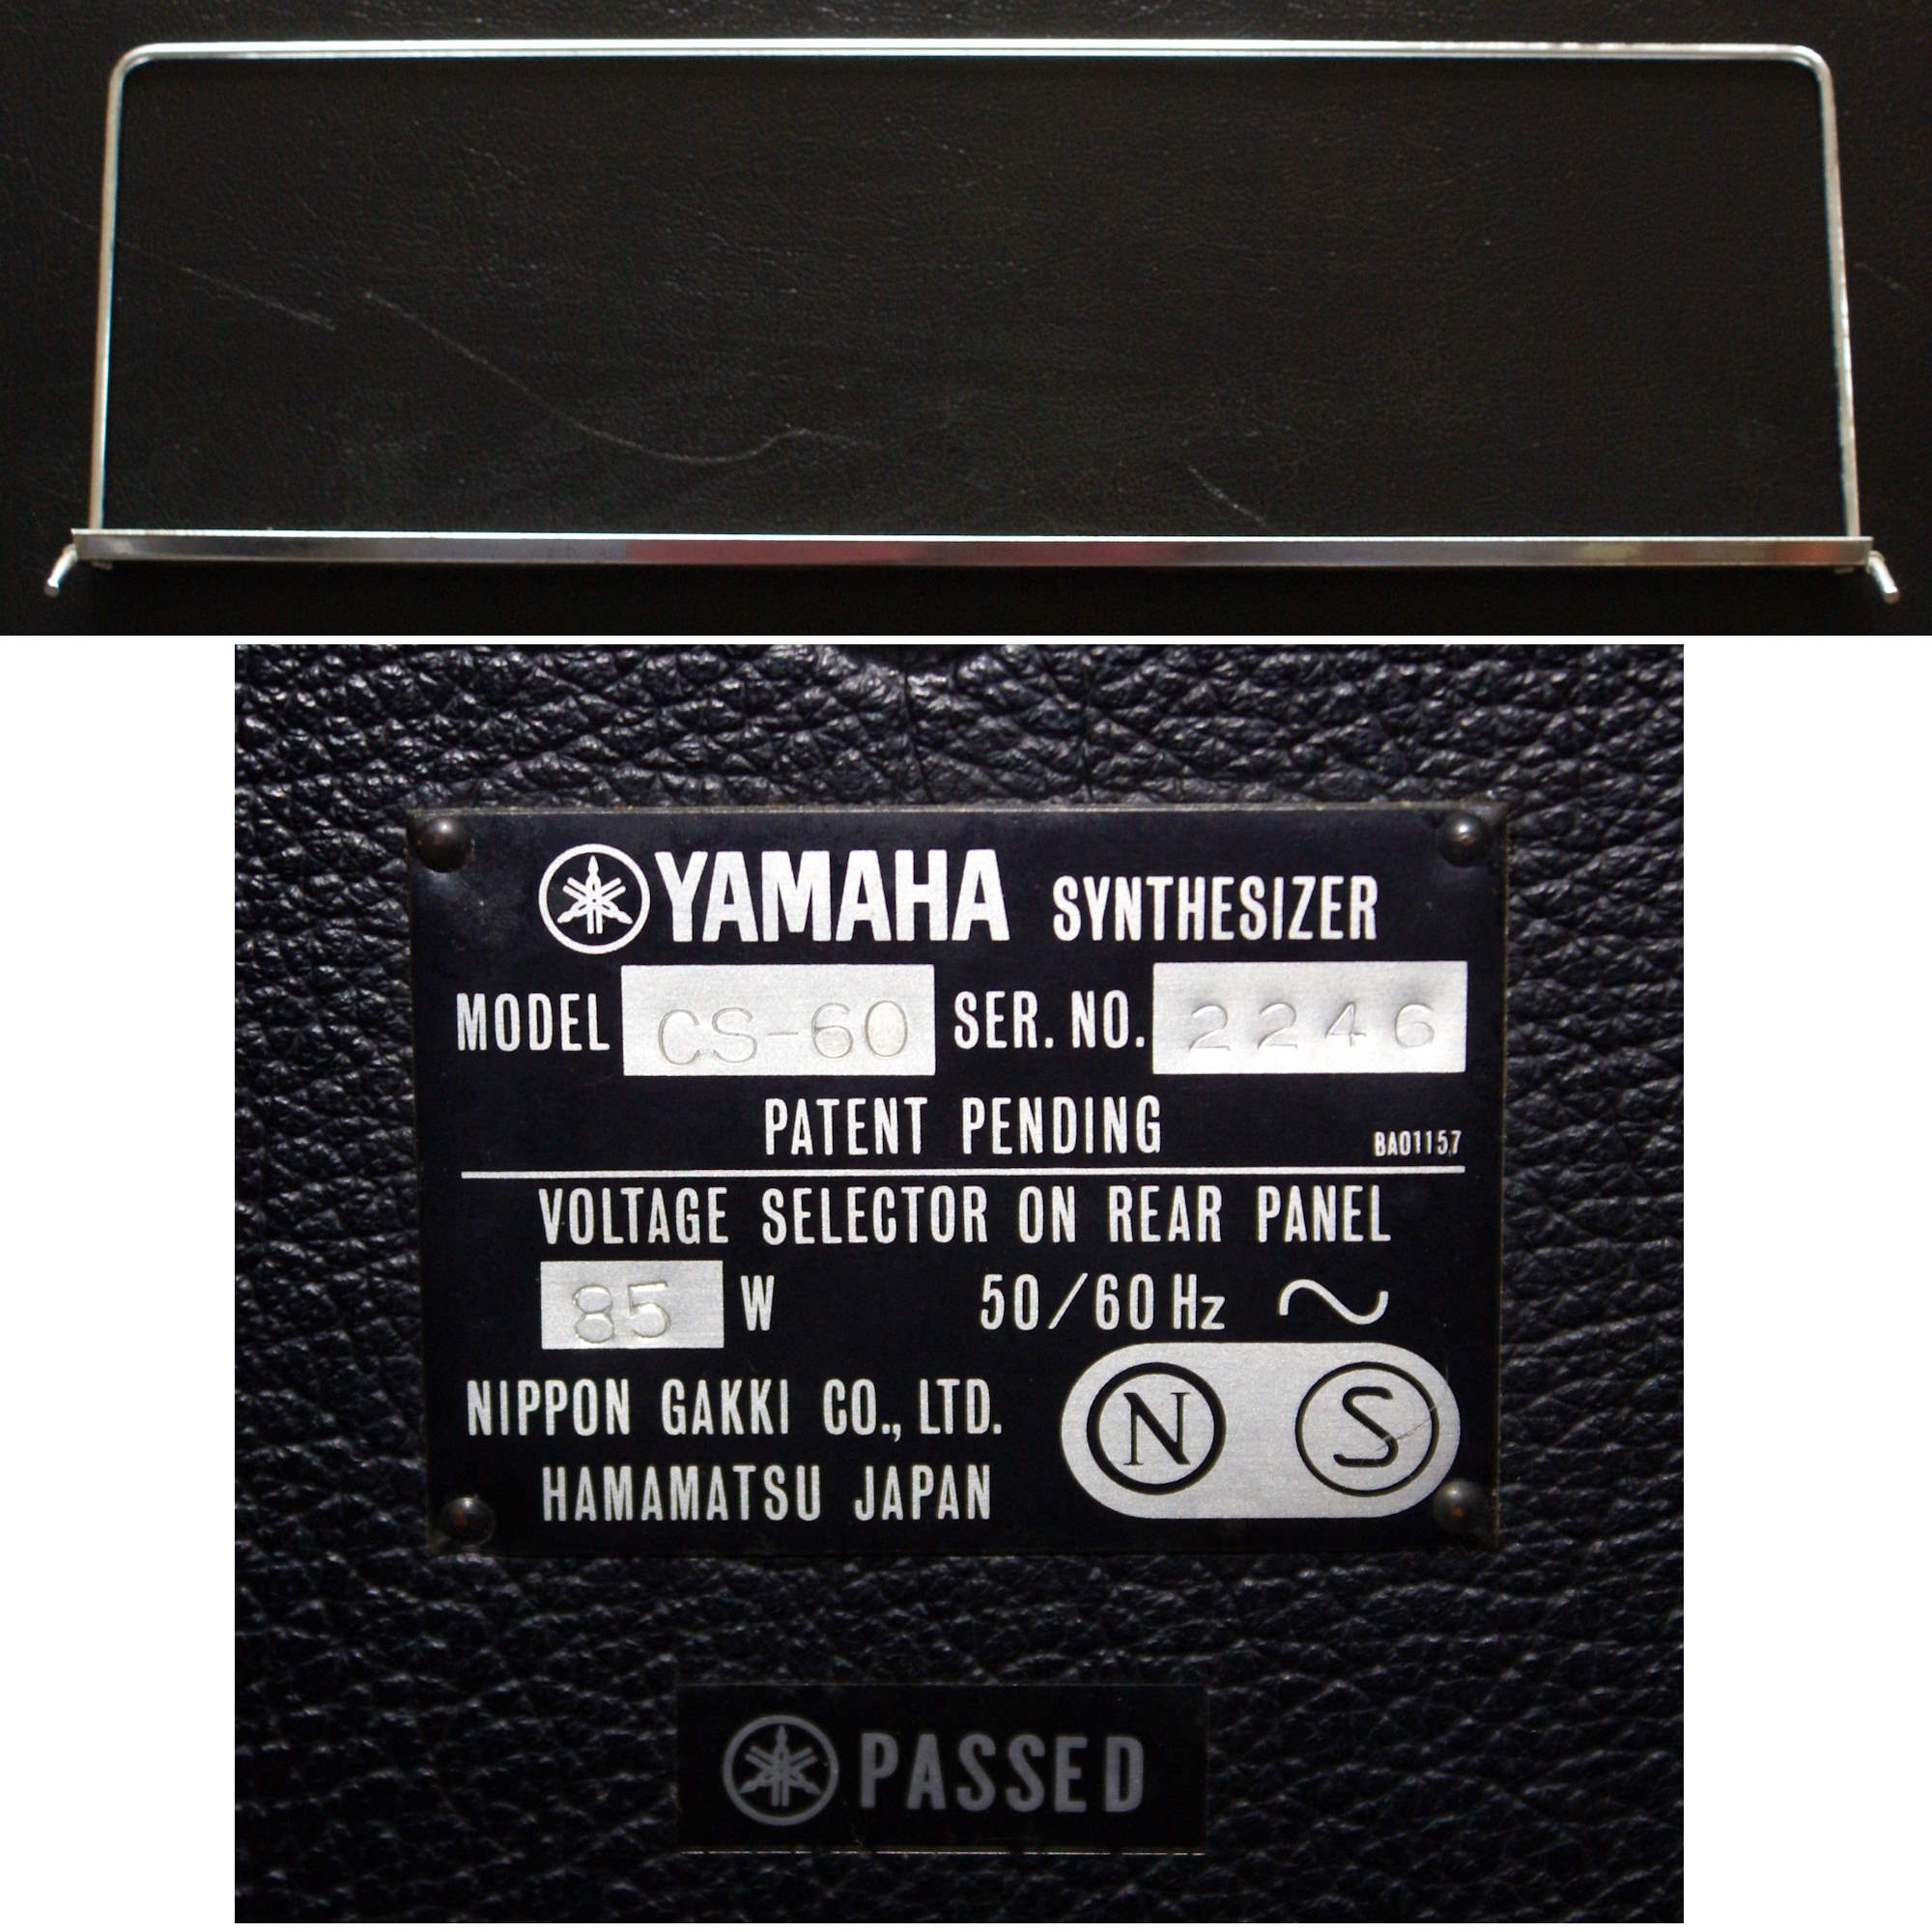 YAMAHA SYNTHESIZER
MODEL CS-60 SER. NO. 2246
PATENT PENDING BA01157
VOLTAGE SELECTOR ON REAR PANEL
85 W 50/60 Hz ~
NIPPON GAKKI CO., LTD. N S
HAMAMATSU JAPAN
PASSED